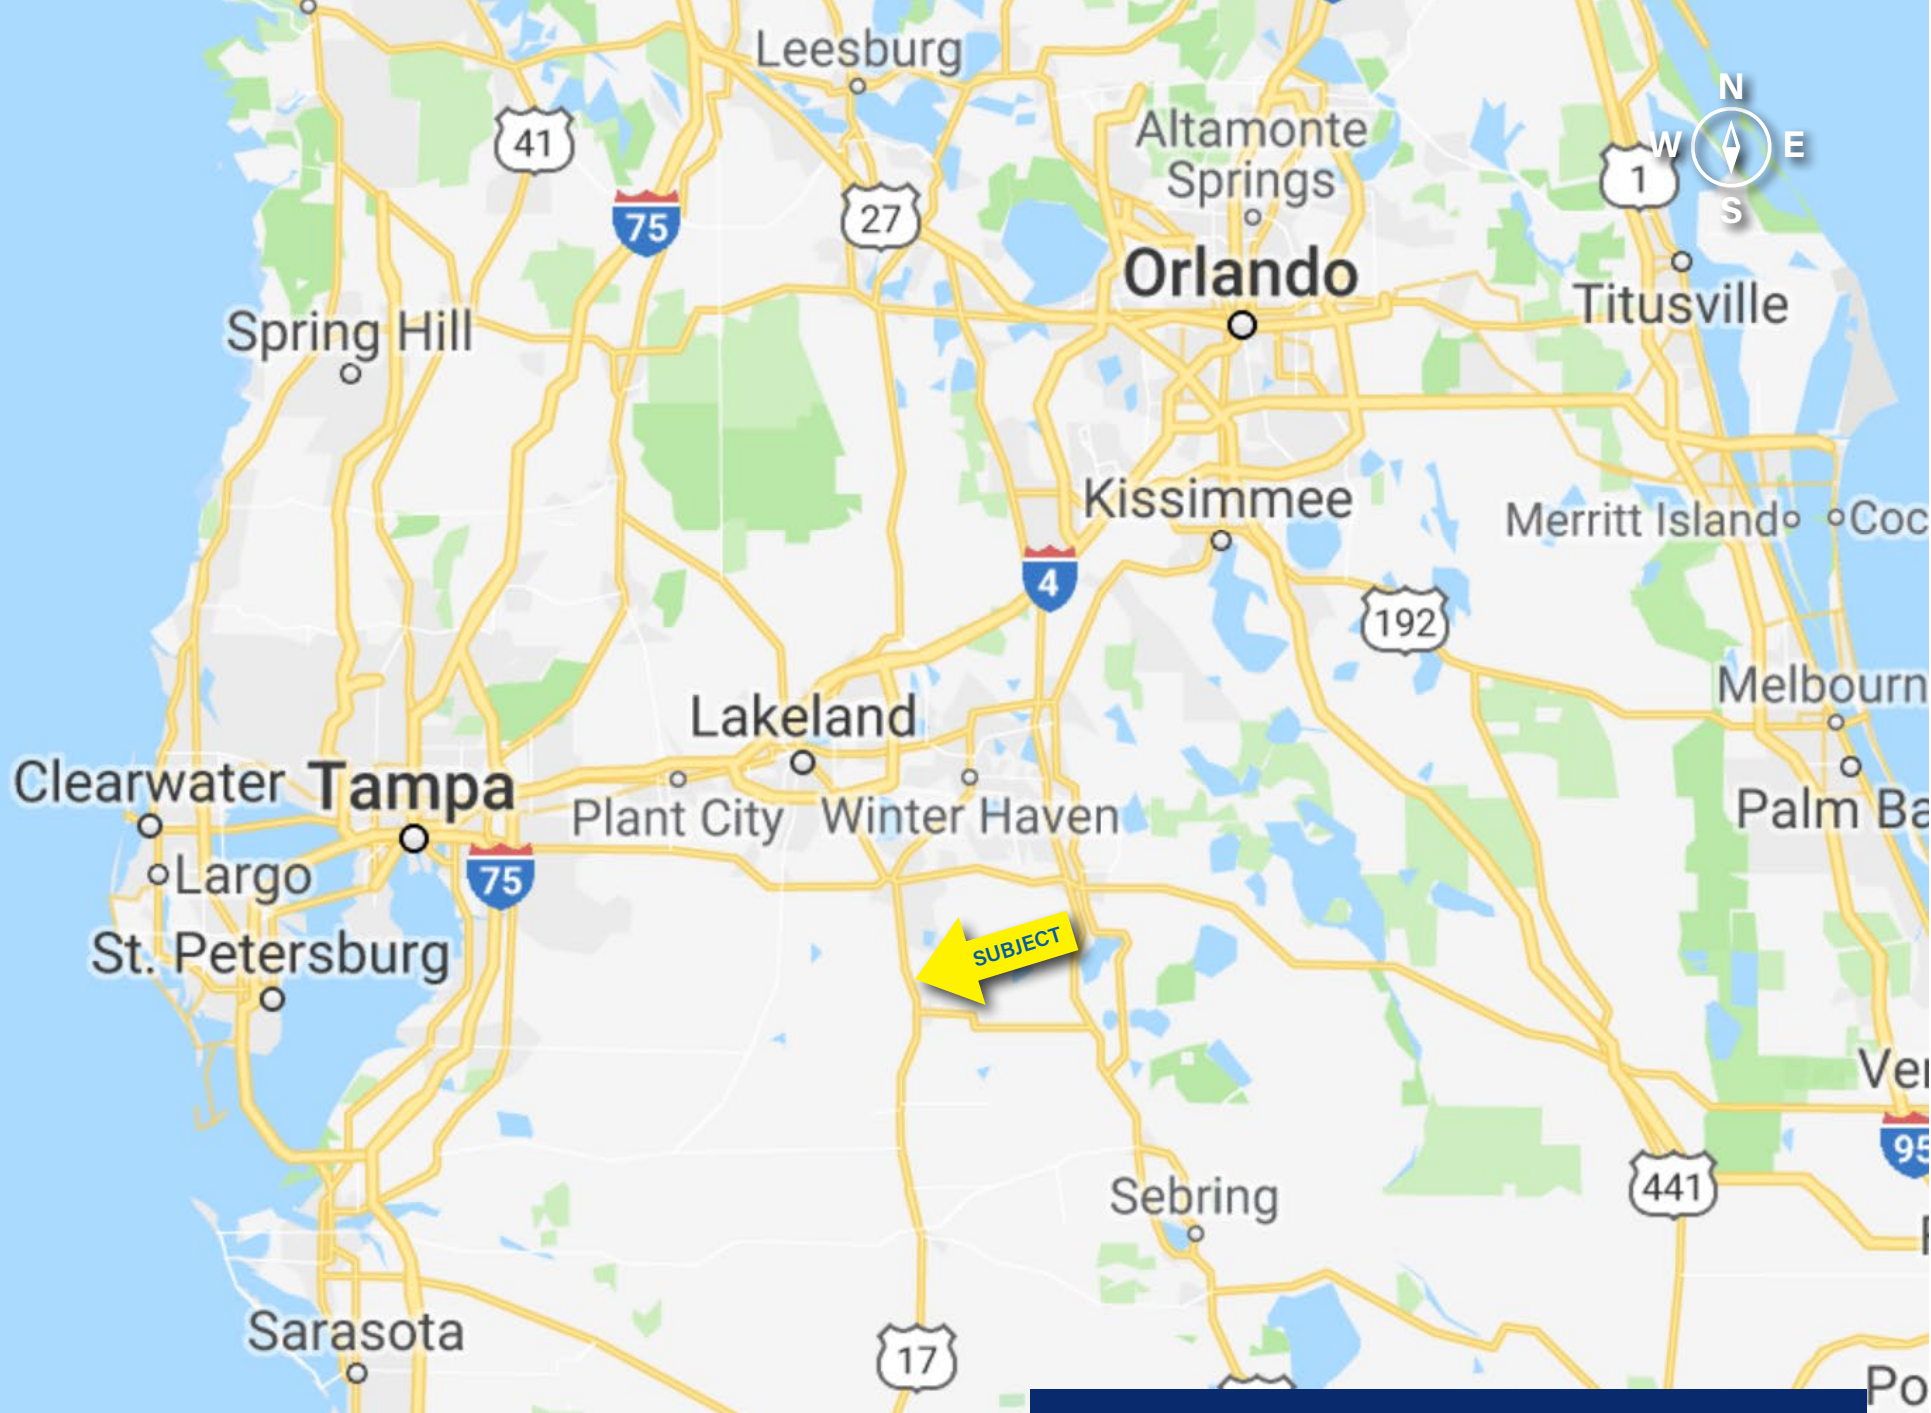 Leesburg
N
41
Altamonte
Springs
W
E
1
75
27
S
Orlando
Titusville
Spring Hill
Kissimmee
Merritt Island
Coc
4
192
Lakeland
Melbourn
Clearwater
Tampa
Plant City
Winter Haven
Palm Ba
Largo
75
SUBJECT
St. Petersburg
Ver
95
Sebring
441
Sarasota
17
Po